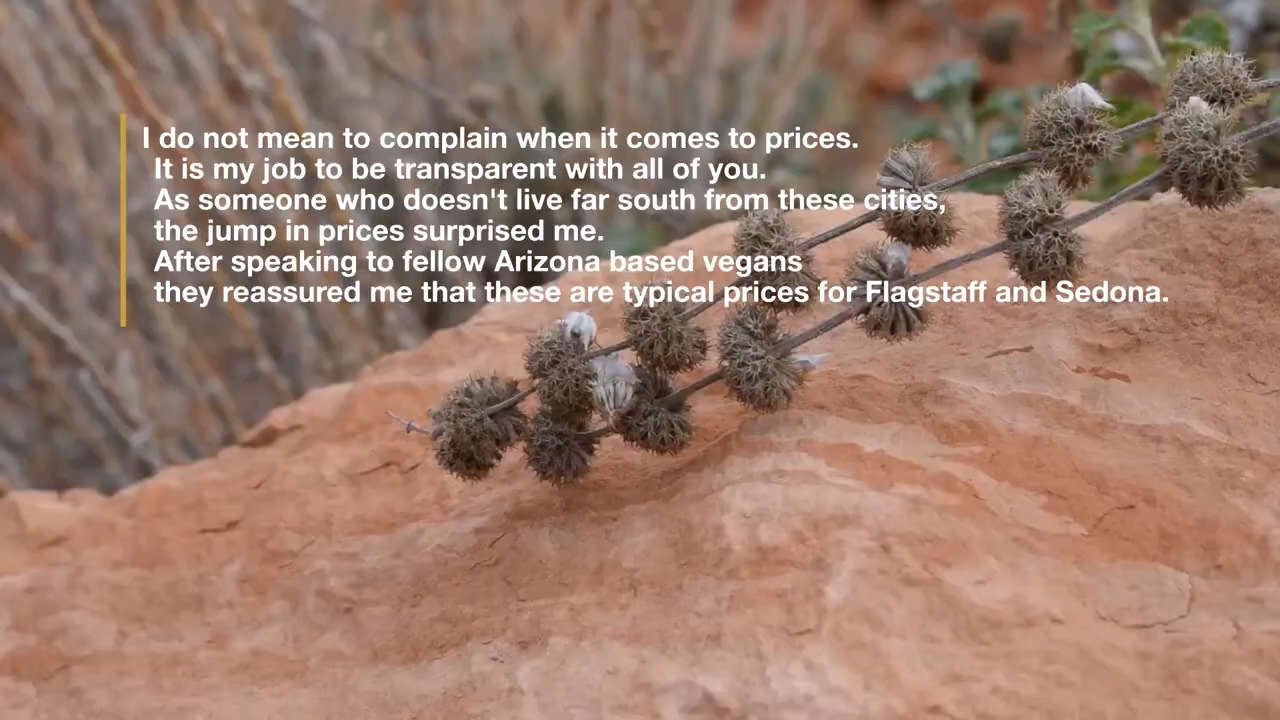 I do not mean to complain when it comes to prices.
It is my job to be transparent with all of you.
As someone who doesn't live far south from these cities,
the jump in prices surprised me.
After speaking to fellow Arizona based vegans
they reassured me that these are typical prices for Flagstaff and Sedona.